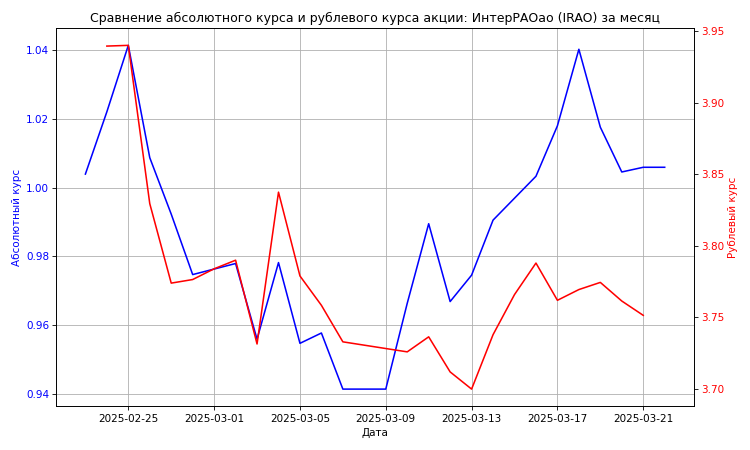 Сравнение абсолютного курса и рублевого курса акции: ИнтерРАОао (IRAO) за месяц
Абсолютный курс
1.04
1.02
1.00
0.98
0.96
0.94
3.95
3.90
3.85
3.80
3.75
3.70
Рублевый курс
2025-02-25 2025-03-01 2025-03-05 2025-03-09 2025-03-13 2025-03-17 2025-03-21
Дата